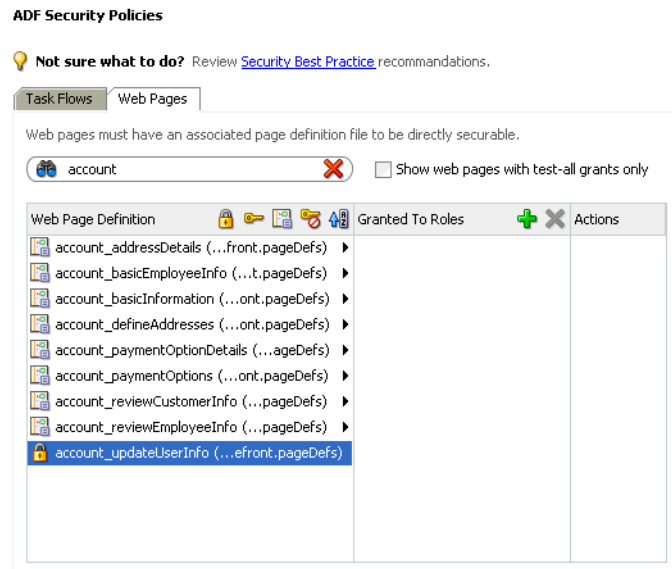 ADF Security Policies
Not sure what to do? Review Security Best Practice recommandations.
Task Flows Web Pages
Web pages must have an associated page definition file to be directly securable.
account Show web pages with test-all grants only
Web Page Definition Granted To Roles Actions
account_addressDetails (...front.pageDefs)
account_basicEmployeeInfo (...t.pageDefs)
account_basicInformation (...ont.pageDefs)
account_defineAddresses (...ont.pageDefs)
account_paymentOptionDetails (...ageDefs)
account_paymentOptions (...ont.pageDefs)
account_reviewCustomerInfo (...pageDefs)
account_reviewEmployeeInfo (...pageDefs)
account_updateUserInfo (...efront.pageDefs)